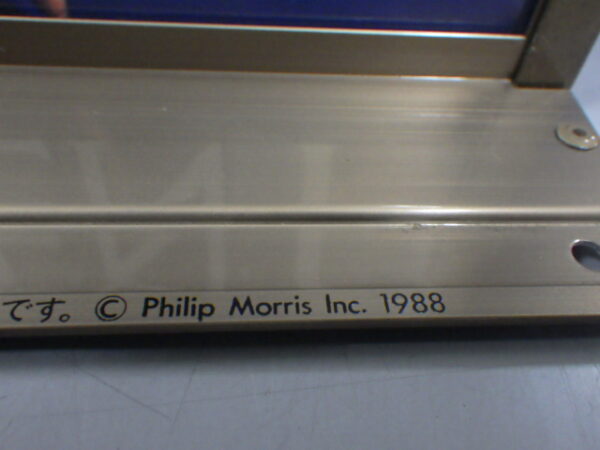 です。 © Philip Morris Inc. 1988